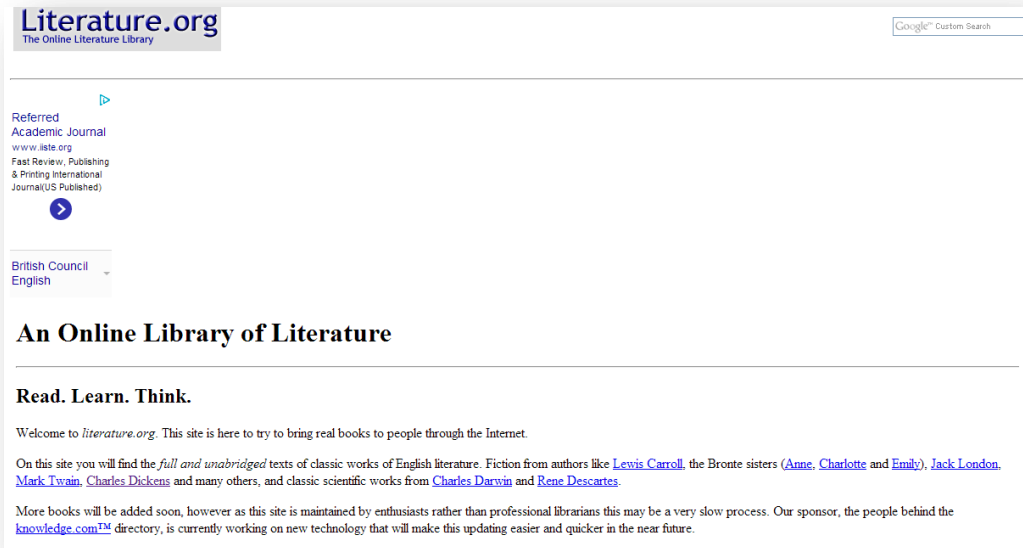 Literature.org
The Online Literature Library
Google™ Custom Search
Referred
Academic Journal
www.iiste.org
Fast Review, Publishing
& Printing International
Journal(US Published)
British Council
English
An Online Library of Literature
Read. Learn. Think.
Welcome to literature.org. This site is here to try to bring real books to people through the Internet.
On this site you will find the full and unabridged texts of classic works of English literature. Fiction from authors like Lewis Carroll, the Bronte sisters (Anne, Charlotte and Emily), Jack London,
Mark Twain, Charles Dickens and many others, and classic scientific works from Charles Darwin and Rene Descartes.
More books will be added soon, however as this site is maintained by enthusiasts rather than professional librarians this may be a very slow process. Our sponsor, the people behind the
knowledge.com™ directory, is currently working on new technology that will make this updating easier and quicker in the near future.